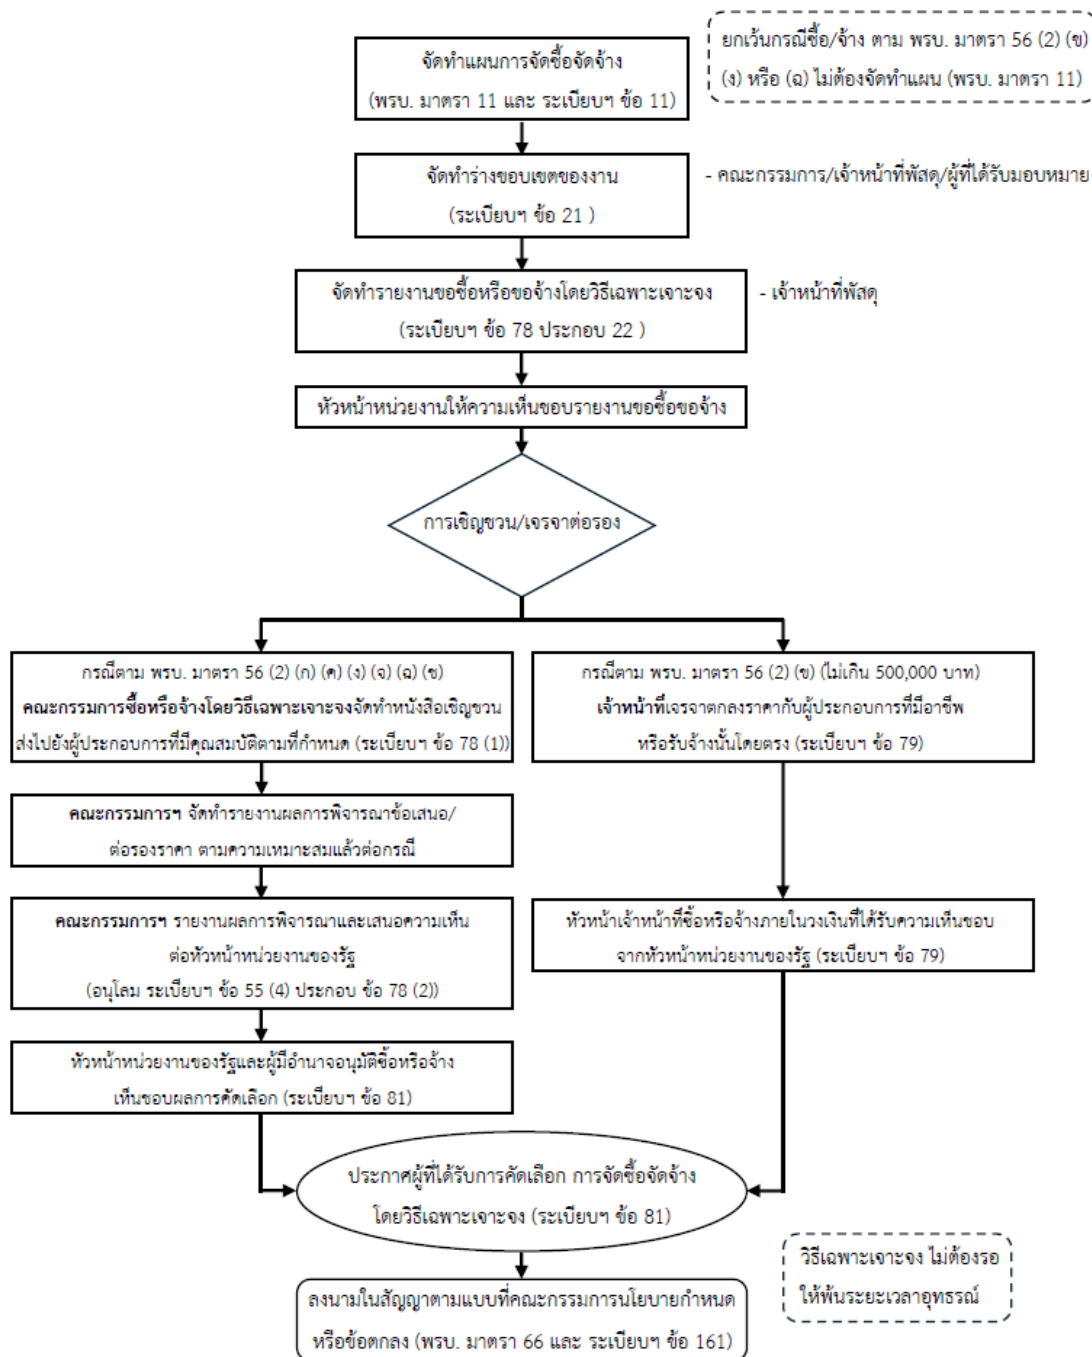 ยกเว้นกรณีซื้อ/จ้าง ตาม พรบ. มาตรา 56 (2) (ข)
(ง) หรือ (ฉ) ไม่ต้องจัดทำแผน (พรบ. มาตรา 11)
จัดทำแผนการจัดซื้อจัดจ้าง
(พรบ. มาตรา 11 และ ระเบียบฯ ข้อ 11)
จัดทำร่างขอบเขตของงาน
(ระเบียบฯ ข้อ 21 )
- คณะกรรมการ/เจ้าหน้าที่พัสดุ/ผู้ที่ได้รับมอบหมาย
จัดทำรายงานขอซื้อหรือขอจ้างโดยวิธีเฉพาะเจาะจง
(ระเบียบฯ ข้อ 78 ประกอบ 22 )
- เจ้าหน้าที่พัสดุ
หัวหน้าหน่วยงานให้ความเห็นชอบรายงานขอซื้อขอจ้าง
การเชิญชวน/เจรจาต่อรอง
กรณีตาม พรบ. มาตรา 56 (2) (ก) (ค) (ง) (จ) (ฉ) (ช)
คณะกรรมการซื้อหรือจ้างโดยวิธีเฉพาะเจาะจงจัดทำหนังสือเชิญชวน
ส่งไปยังผู้ประกอบการที่มีคุณสมบัติตามที่กำหนด (ระเบียบฯ ข้อ 78 (1))
กรณีตาม พรบ. มาตรา 56 (2) (ข) (ไม่เกิน 500,000 บาท)
เจ้าหน้าที่เจรจาตกลงราคากับผู้ประกอบการที่มีอาชีพ
หรือรับจ้างนั้นโดยตรง (ระเบียบฯ ข้อ 79)
คณะกรรมการฯ จัดทำรายงานผลการพิจารณาข้อเสนอ/
ต่อรองราคา ตามความเหมาะสมแล้วต่อกรณี
คณะกรรมการฯ รายงานผลการพิจารณาและเสนอความเห็น
ต่อหัวหน้าหน่วยงานของรัฐ
(อนุโลม ระเบียบฯ ข้อ 55 (4) ประกอบ ข้อ 78 (2))
หัวหน้าเจ้าหน้าที่ซื้อหรือจ้างภายในวงเงินที่ได้รับความเห็นชอบ
จากหัวหน้าหน่วยงานของรัฐ (ระเบียบฯ ข้อ 79)
หัวหน้าหน่วยงานของรัฐและผู้มีอำนาจอนุมัติซื้อหรือจ้าง
เห็นชอบผลการคัดเลือก (ระเบียบฯ ข้อ 81)
ประกาศผู้ที่ได้รับการคัดเลือก การจัดซื้อจัดจ้าง
โดยวิธีเฉพาะเจาะจง (ระเบียบฯ ข้อ 81)
วิธีเฉพาะเจาะจง ไม่ต้องรอ
ให้พ้นระยะเวลาอุทธรณ์
ลงนามในสัญญาตามแบบที่คณะกรรมการนโยบายกำหนด
หรือข้อตกลง (พรบ. มาตรา 66 และ ระเบียบฯ ข้อ 161)